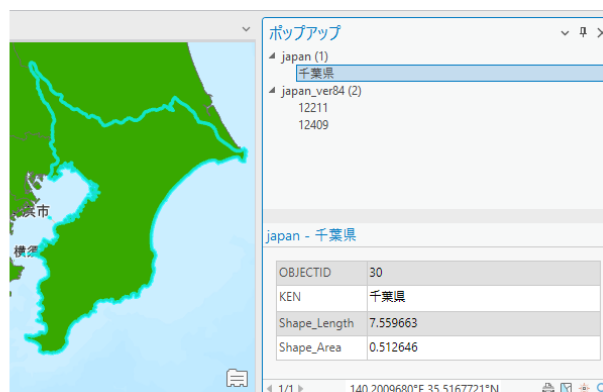 ポップアップ
japan (1)
千葉県
japan_ver84 (2)
12211
12409
浜市
横須
japan - 千葉県
OBJECTID 30
KEN 千葉県
Shape_Length 7.559663
Shape_Area 0.512646
1/1 140.2009680°E 35.5167721°N